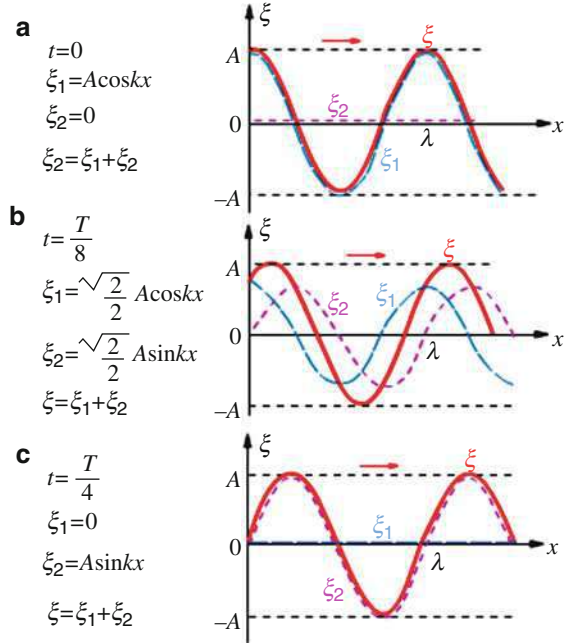 a
t=0
ξ₁=Acoskx
ξ₂=0
ξ₂=ξ₁+ξ₂
ξ
A
ξ
ξ₂
0
λ
x
ξ₁
–A
b
t= T/8
ξ₁=√2/2 Acoskx
ξ₂=√2/2 Asinkx
ξ=ξ₁+ξ₂
ξ
A
ξ
ξ₂
ξ₁
0
λ
x
–A
c
t= T/4
ξ₁=0
ξ₂=Asinkx
ξ=ξ₁+ξ₂
ξ
A
ξ
ξ₁
0
λ
x
ξ₂
–A